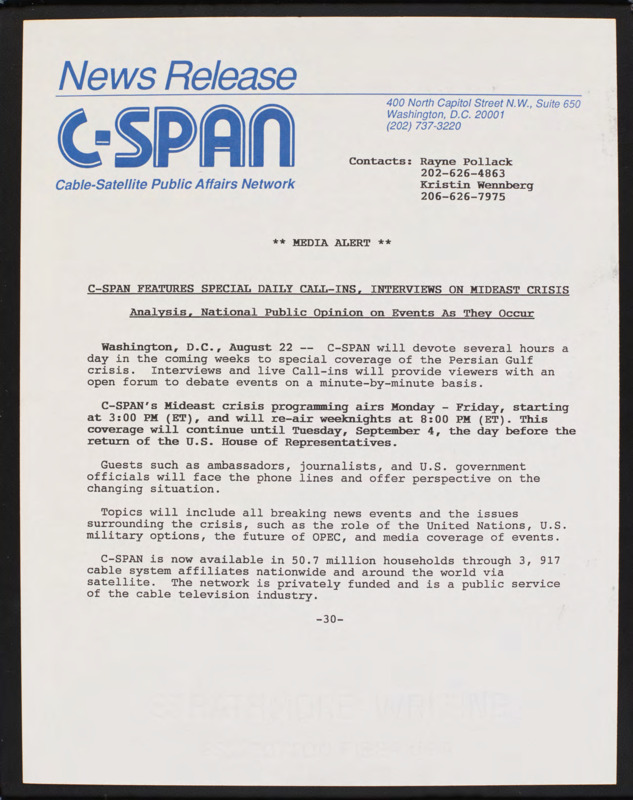 News Release
C-SPAN
Cable-Satellite Public Affairs Network
400 North Capitol Street N.W., Suite 650
Washington, D.C. 20001
(202) 737-3220
Contacts: Rayne Pollack
202-626-4863
Kristin Wennberg
206-626-7975
** MEDIA ALERT **
C-SPAN FEATURES SPECIAL DAILY CALL-INS, INTERVIEWS ON MIDEAST CRISIS
Analysis, National Public Opinion on Events As They Occur
Washington, D.C., August 22 -- C-SPAN will devote several hours a
day in the coming weeks to special coverage of the Persian Gulf
crisis. Interviews and live Call-ins will provide viewers with an
open forum to debate events on a minute-by-minute basis.
C-SPAN's Mideast crisis programming airs Monday - Friday, starting
at 3:00 PM (ET), and will re-air weeknights at 8:00 PM (ET). This
coverage will continue until Tuesday, September 4, the day before the
return of the U.S. House of Representatives.
Guests such as ambassadors, journalists, and U.S. government
officials will face the phone lines and offer perspective on the
changing situation.
Topics will include all breaking news events and the issues
surrounding the crisis, such as the role of the United Nations, U.S.
military options, the future of OPEC, and media coverage of events.
C-SPAN is now available in 50.7 million households through 3, 917
cable system affiliates nationwide and around the world via
satellite. The network is privately funded and is a public service
of the cable television industry.
-30-